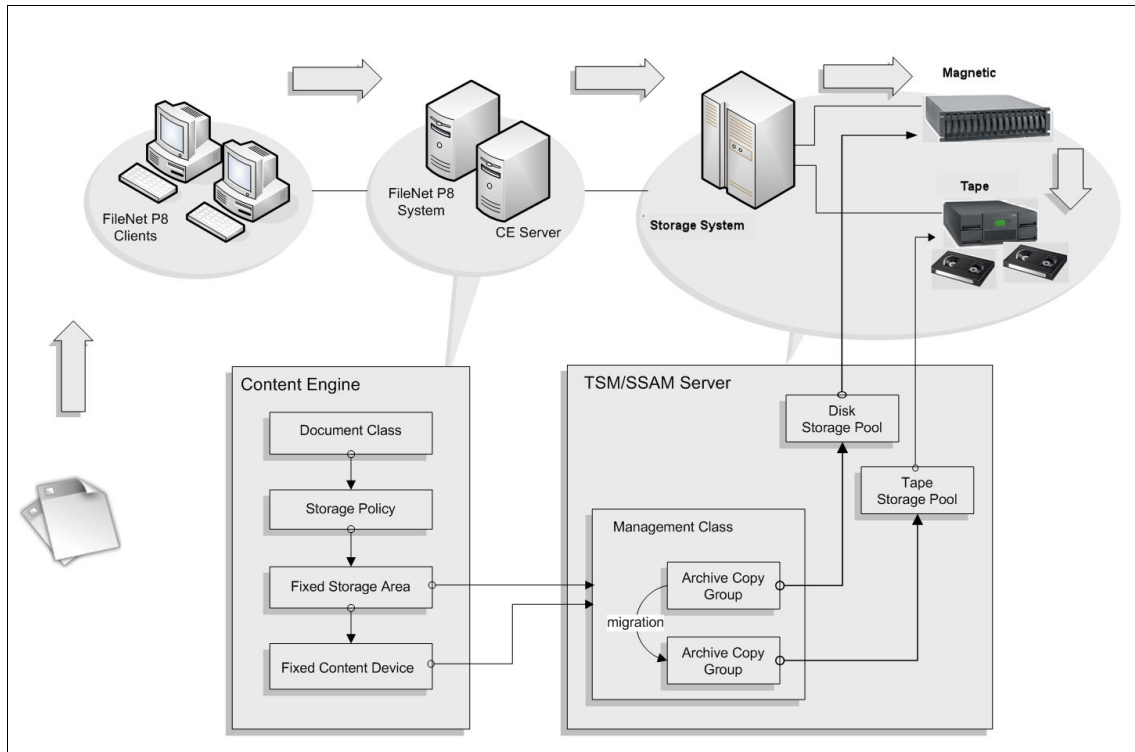 Magnetic
FileNet P8
Clients
FileNet P8
System
CE Server
Storage System
Tape
Content Engine
Document Class
Storage Policy
Fixed Storage Area
Fixed Content Device
TSM/SSAM Server
Disk
Storage Pool
Tape
Storage Pool
Management Class
Archive Copy
Group
migration
Archive Copy
Group